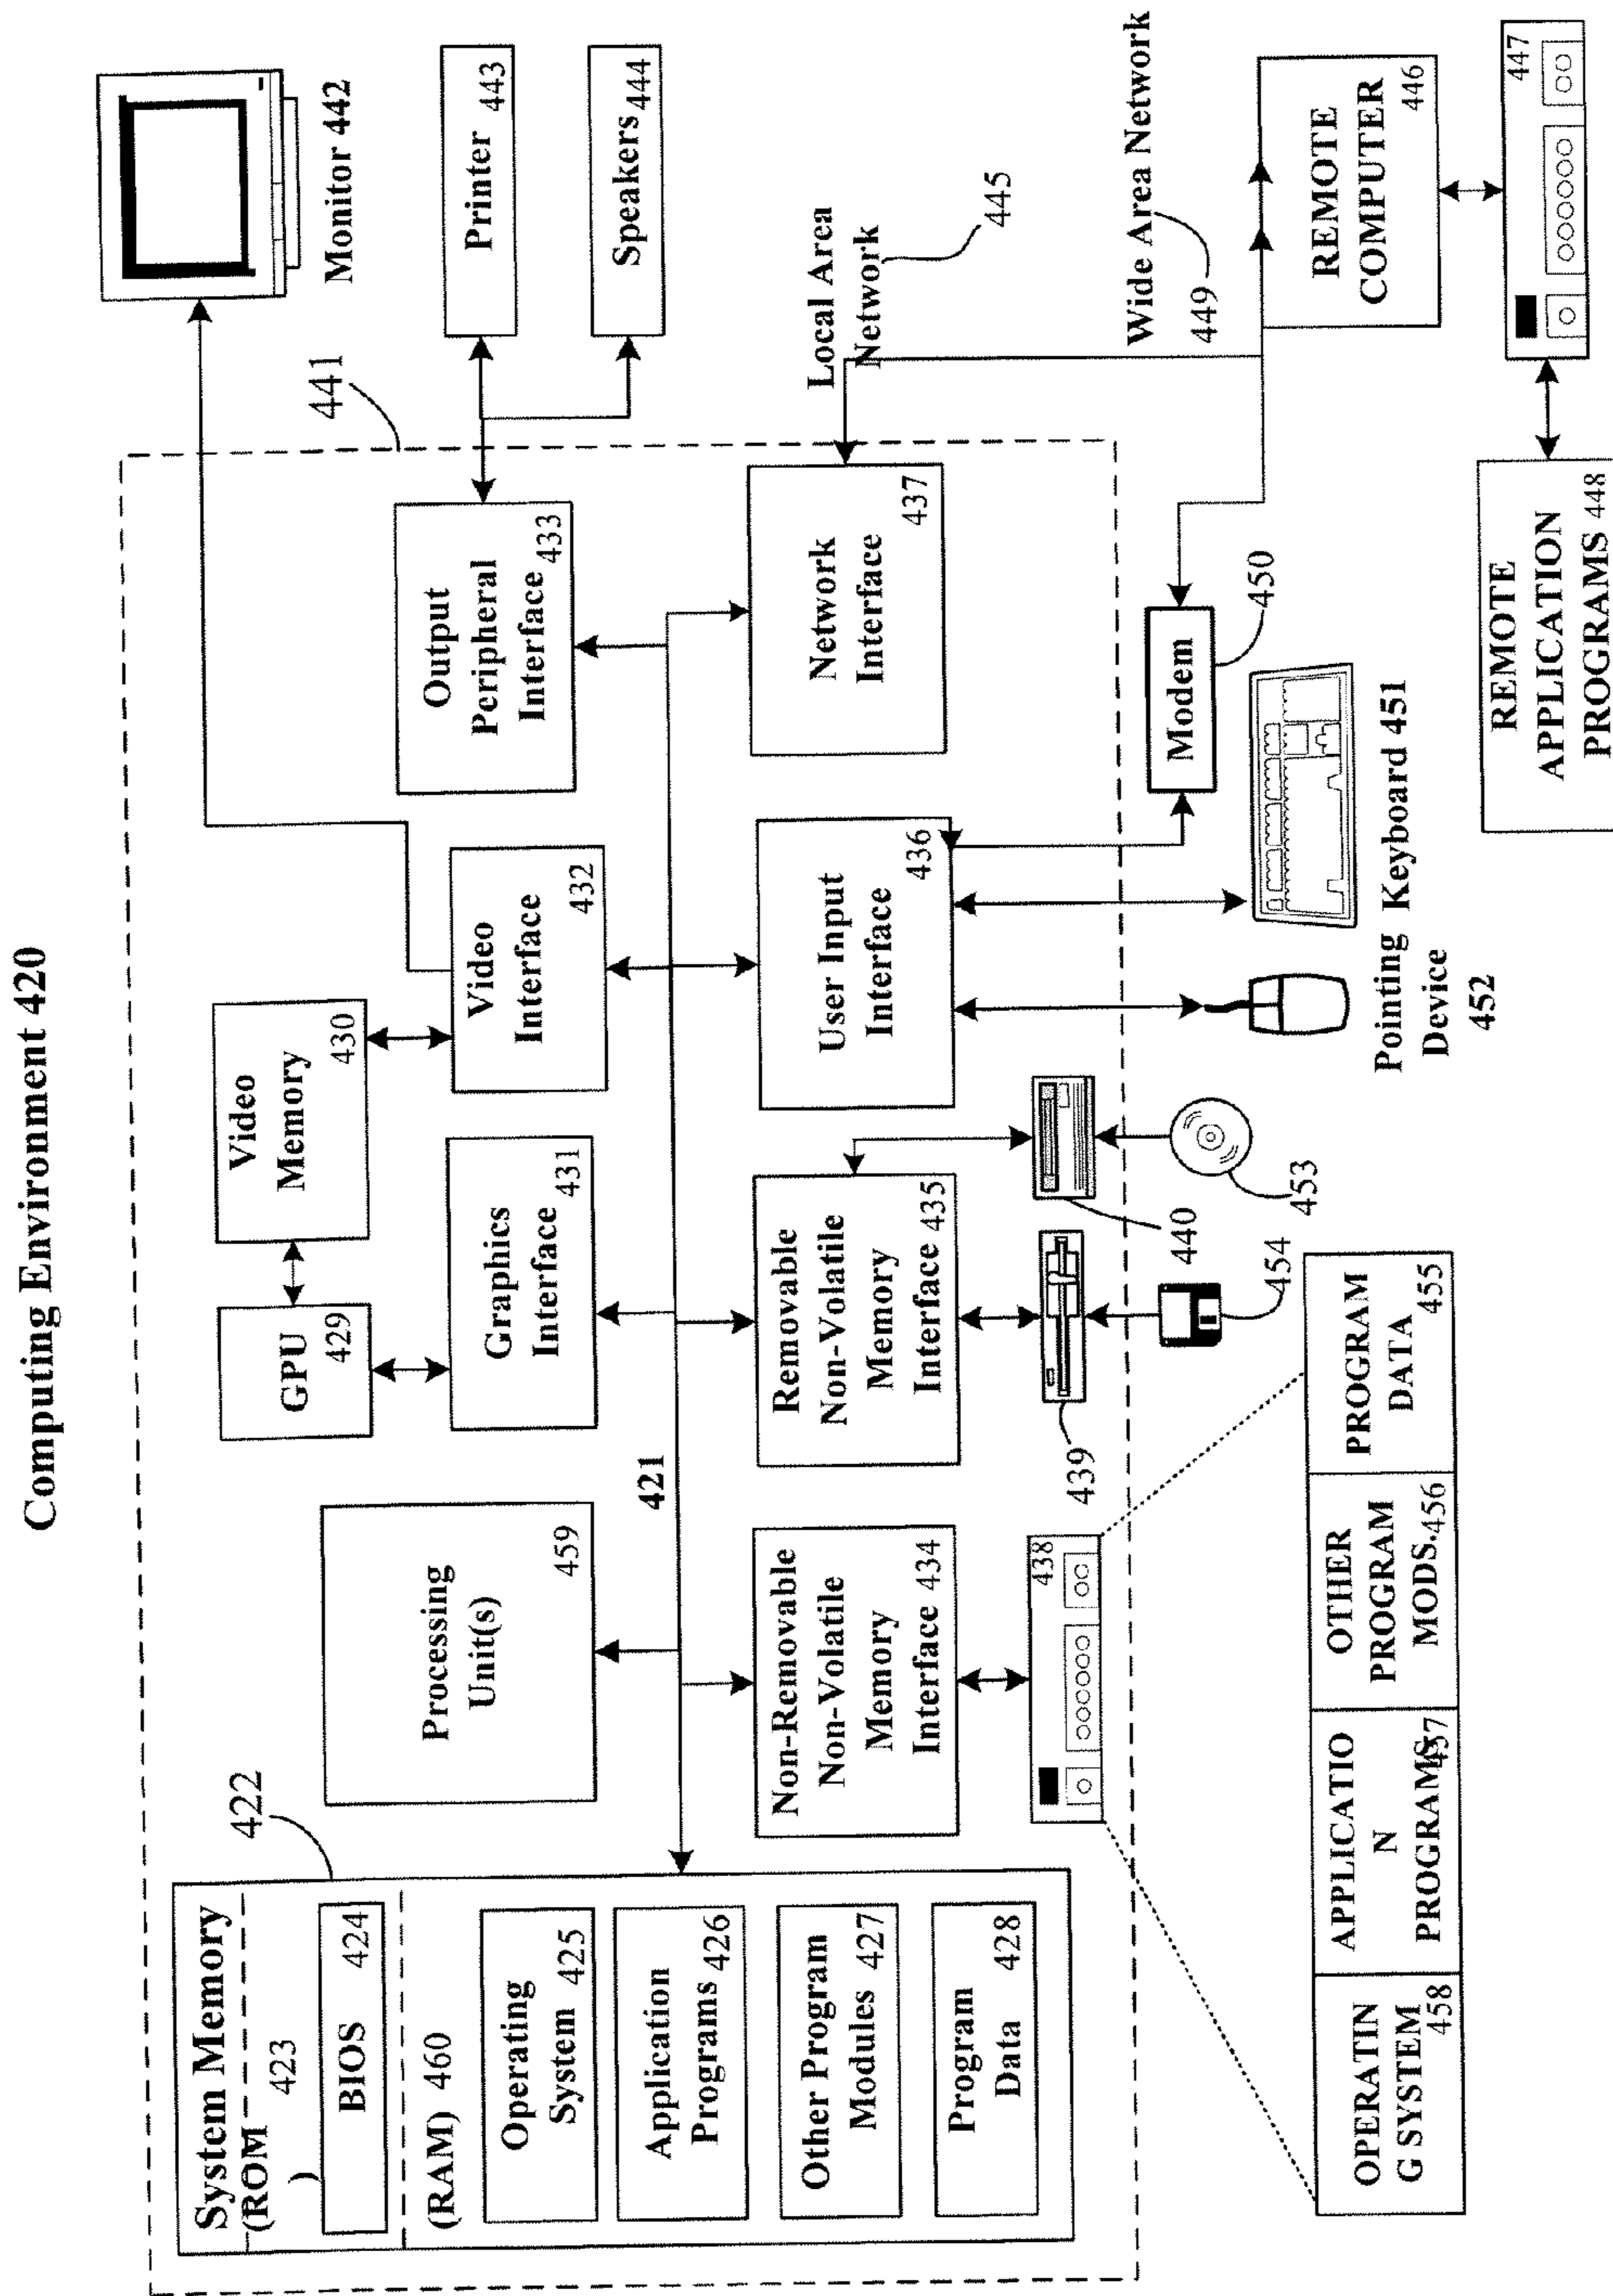 Computing Environment 420
System Memory
(ROM
)
423
BIOS
424
(RAM) 460
Operating
System 425
Application
Programs 426
Other Program
Modules 427
Program
Data
428
422
Processing
Unit(s)
459
421
GPU
429
Video
Memory
430
Graphics
Interface
431
Video
Interface
432
Output
Peripheral
Interface
433
441
Monitor 442
Printer
443
Speakers
444
Non-Removable
Non-Volatile
Memory
Interface 434
Removable
Non-Volatile
Memory
Interface 435
User Input
Interface
436
Network
Interface
437
Local Area
Network
445
Wide Area Network
449
438
439
440
453
454
Modem
450
Keyboard 451
Pointing
Device
452
REMOTE
COMPUTER
446
447
REMOTE
APPLICATION
PROGRAMS 448
OPERATIN
G SYSTEM
458
APPLICATIO
N
PROGRAMS
457
OTHER
PROGRAM
MODS.
456
PROGRAM
DATA
455